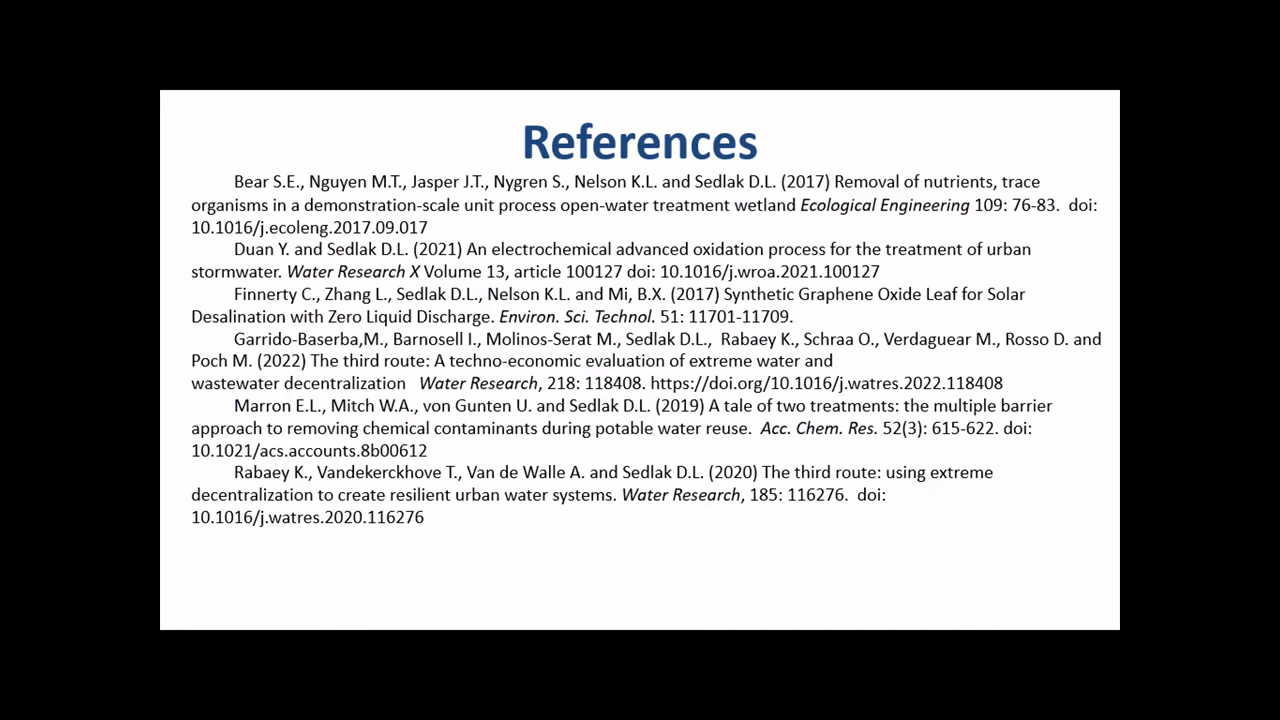 References
Bear S.E., Nguyen M.T., Jasper J.T., Nygren S., Nelson K.L. and Sedlak D.L. (2017) Removal of nutrients, trace
organisms in a demonstration-scale unit process open-water treatment wetland Ecological Engineering 109: 76-83. doi:
10.1016/j.ecoleng.2017.09.017
Duan Y. and Sedlak D.L. (2021) An electrochemical advanced oxidation process for the treatment of urban
stormwater. Water Research X Volume 13, article 100127 doi: 10.1016/j.wroa.2021.100127
Finnerty C., Zhang L., Sedlak D.L., Nelson K.L. and Mi, B.X. (2017) Synthetic Graphene Oxide Leaf for Solar
Desalination with Zero Liquid Discharge. Environ. Sci. Technol. 51: 11701-11709.
Garrido-Baserba,M., Barnosell I., Molinos-Serat M., Sedlak D.L., Rabaey K., Schraa O., Verdaguear M., Rosso D. and
Poch M. (2022) The third route: A techno-economic evaluation of extreme water and
wastewater decentralization Water Research, 218: 118408. https://doi.org/10.1016/j.watres.2022.118408
Marron E.L., Mitch W.A., von Gunten U. and Sedlak D.L. (2019) A tale of two treatments: the multiple barrier
approach to removing chemical contaminants during potable water reuse. Acc. Chem. Res. 52(3): 615-622. doi:
10.1021/acs.accounts.8b00612
Rabaey K., Vandekerckhove T., Van de Walle A. and Sedlak D.L. (2020) The third route: using extreme
decentralization to create resilient urban water systems. Water Research, 185: 116276. doi:
10.1016/j.watres.2020.116276